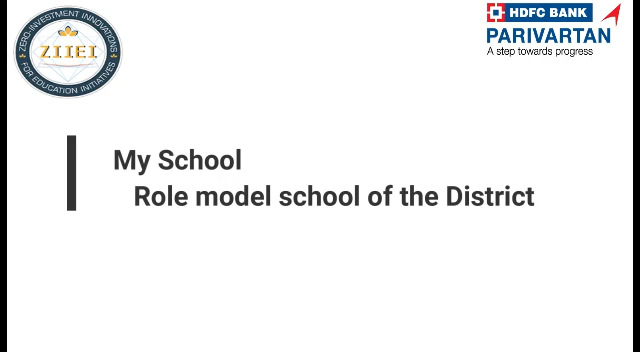 ZERO-INVESTMENT INNOVATIONS
ZIIEI
FOR EDUCATION INITIATIVES
HDFC BANK
PARIVARTAN
A step towards progress
My School
Role model school of the District